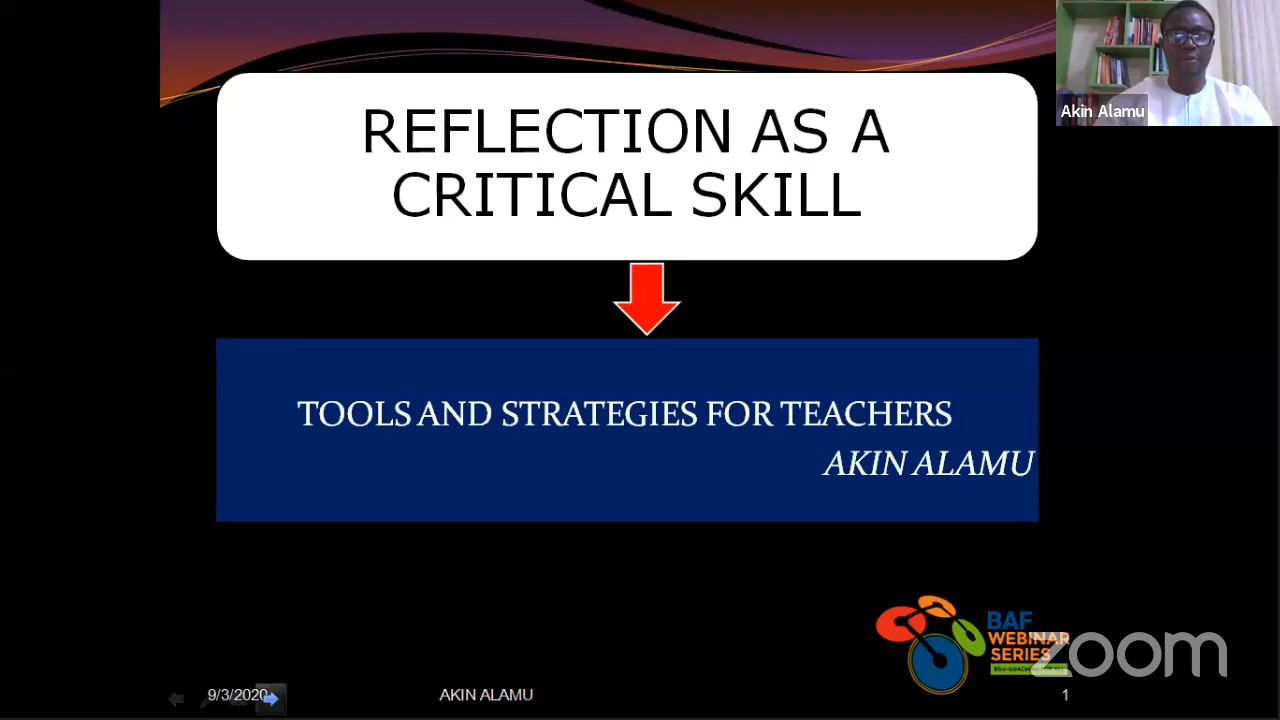 Akin Alamu
REFLECTION AS A
CRITICAL SKILL
TOOLS AND STRATEGIES FOR TEACHERS
AKIN ALAMU
BAF
WEBINAR
SERIES
zoom
9/3/2020
AKIN ALAMU
1